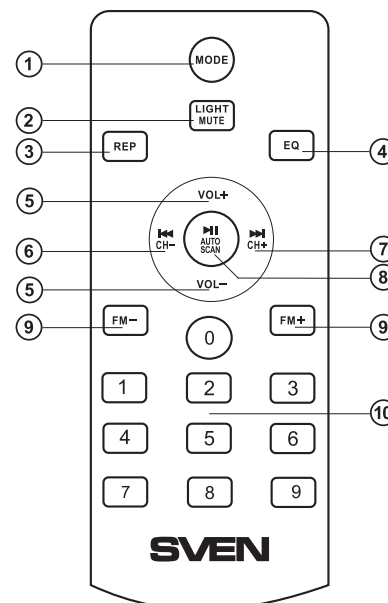 1 MODE
2 LIGHT
MUTE
3 REP EQ 4
5 VOL+
6 CH− AUTO SCAN CH+ 7
8
5 VOL−
9 FM− FM+ 9
0
1 2 3
10
4 5 6
7 8 9
SVEN